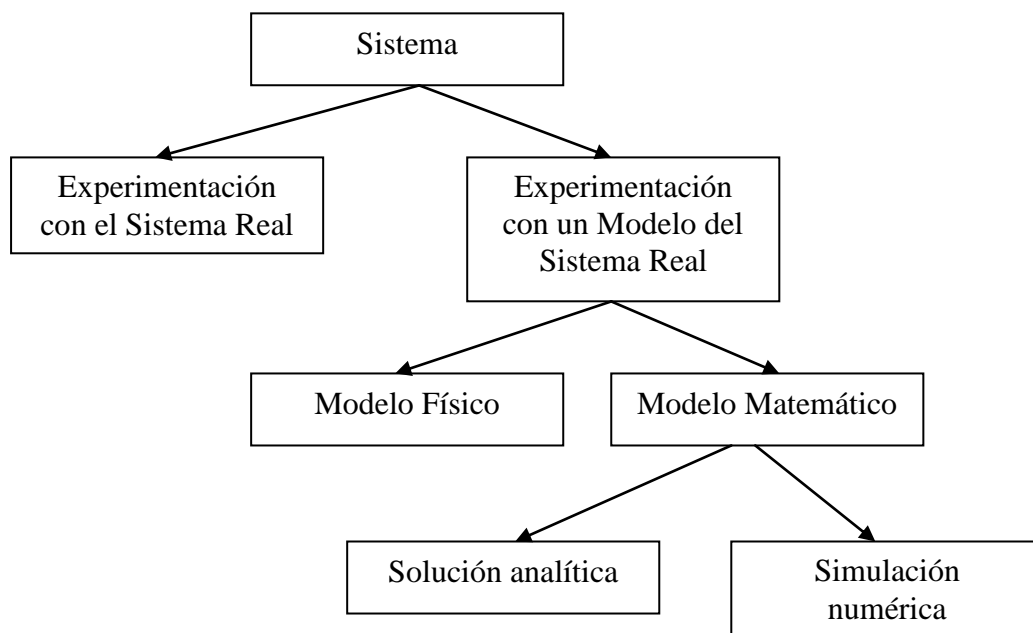 Sistema
Experimentación
con el Sistema Real
Experimentación
con un Modelo del
Sistema Real
Modelo Físico
Modelo Matemático
Solución analítica
Simulación
numérica